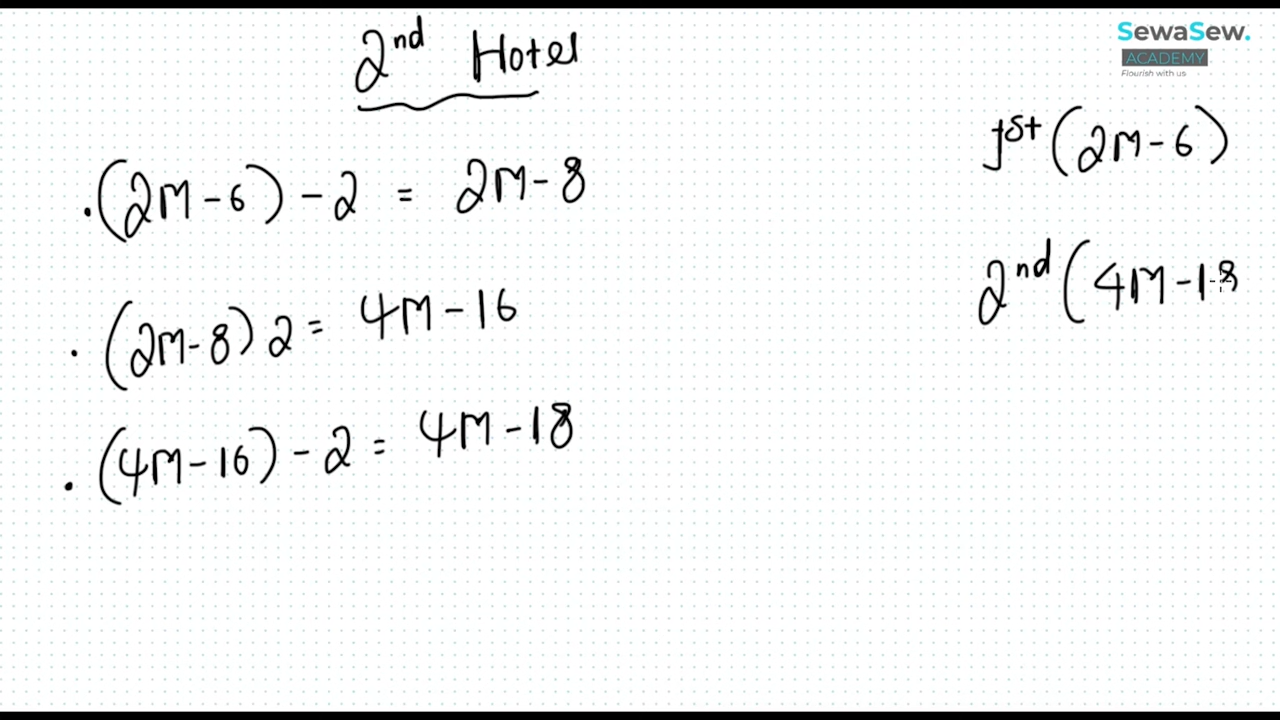 2nd Hotel
SewaSew.
ACADEMY
Flourish with us
1st (2M-6)
.(2M-6) - 2 = 2M-8
2nd (4M-18
. (2M-8) 2 = 4M-16
. (4M-16) - 2 = 4M-18